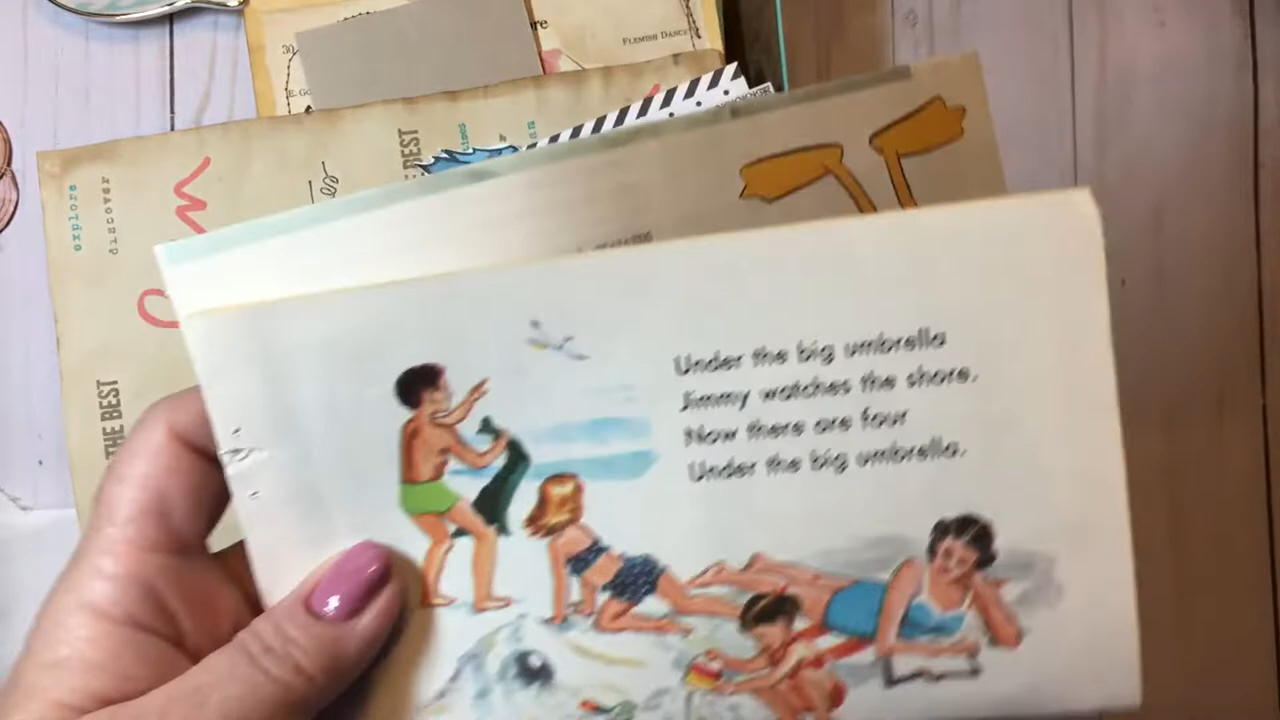 30
FLEMISH DANCE
explore
discover
THE BEST
BEST
Under the big umbrella
Jimmy watches the shore.
Now there are four
Under the big umbrella.